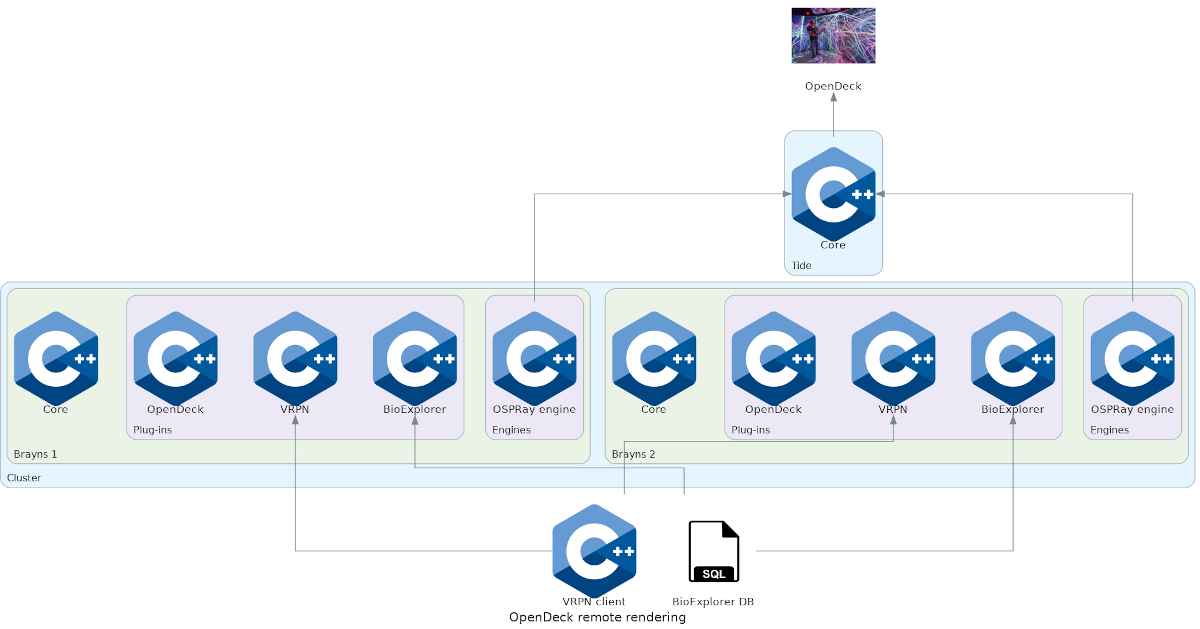 OpenDeck
C++
Core
Tide
C++
C++
C++
C++
C++
C++
C++
C++
C++
C++
Core
OpenDeck
VRPN
BioExplorer
OSPRay engine
Core
OpenDeck
VRPN
BioExplorer
OSPRay engine
Plug-ins
Engines
Plug-ins
Engines
Brayns 1
Brayns 2
Cluster
C++
SQL
VRPN client
BioExplorer DB
OpenDeck remote rendering